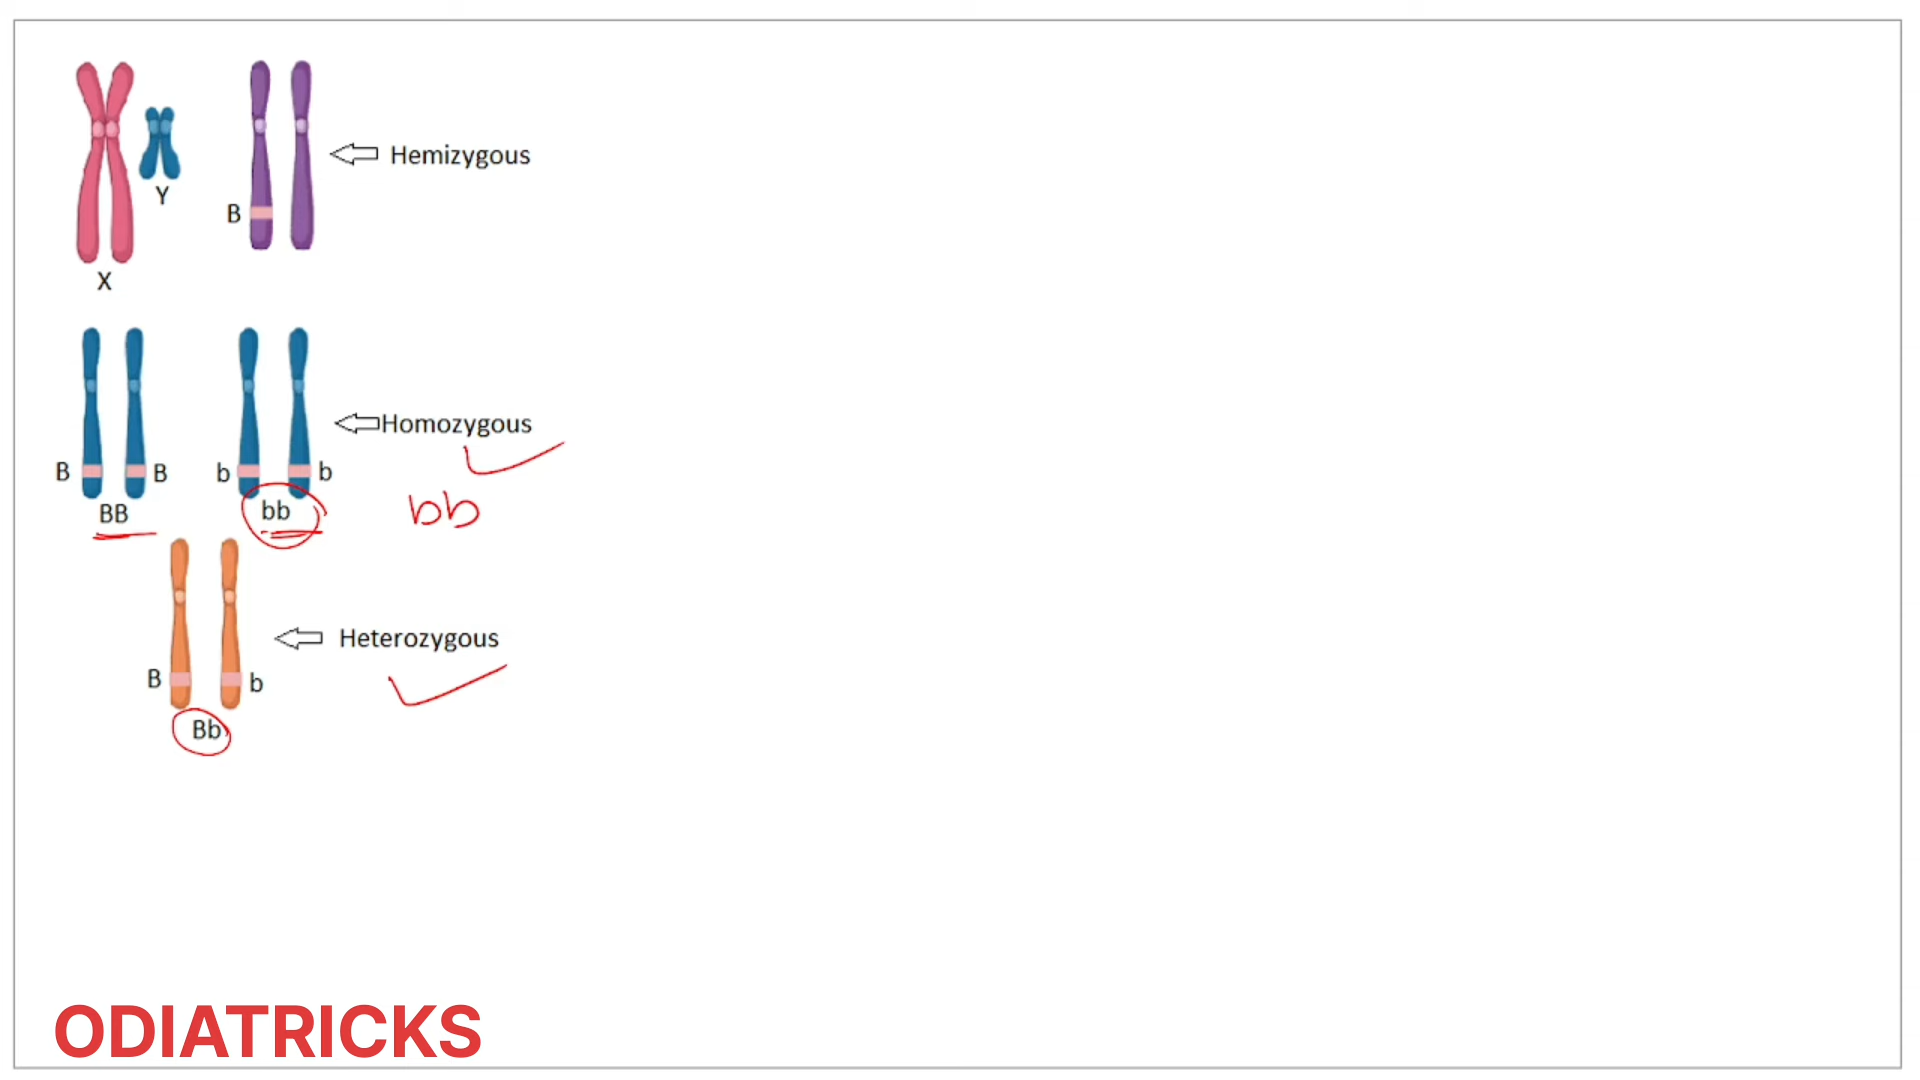 Hemizygous
Y
B
X
Homozygous
B B b b
BB bb bb
Heterozygous
B b
Bb
ODIATRICKS